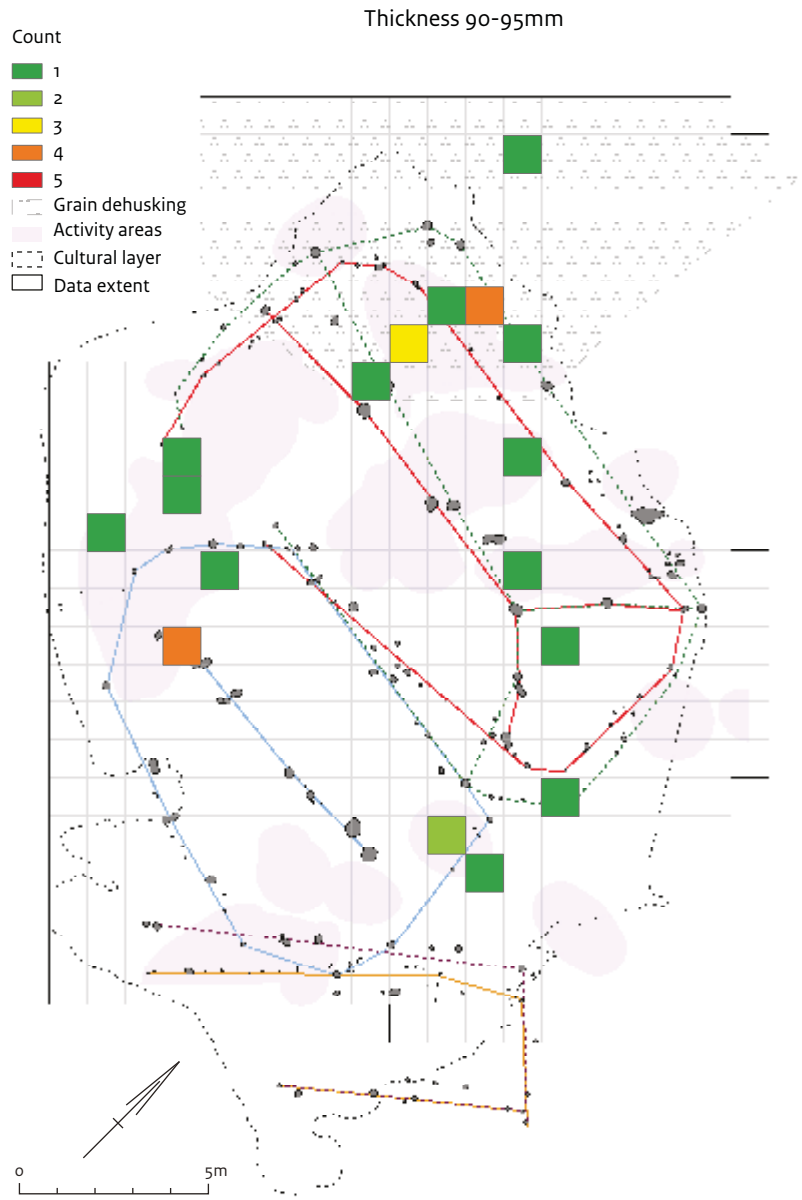 Thickness 90-95mm
Count
1
2
3
4
5
Grain dehusking
Activity areas
Cultural layer
Data extent
0 5m